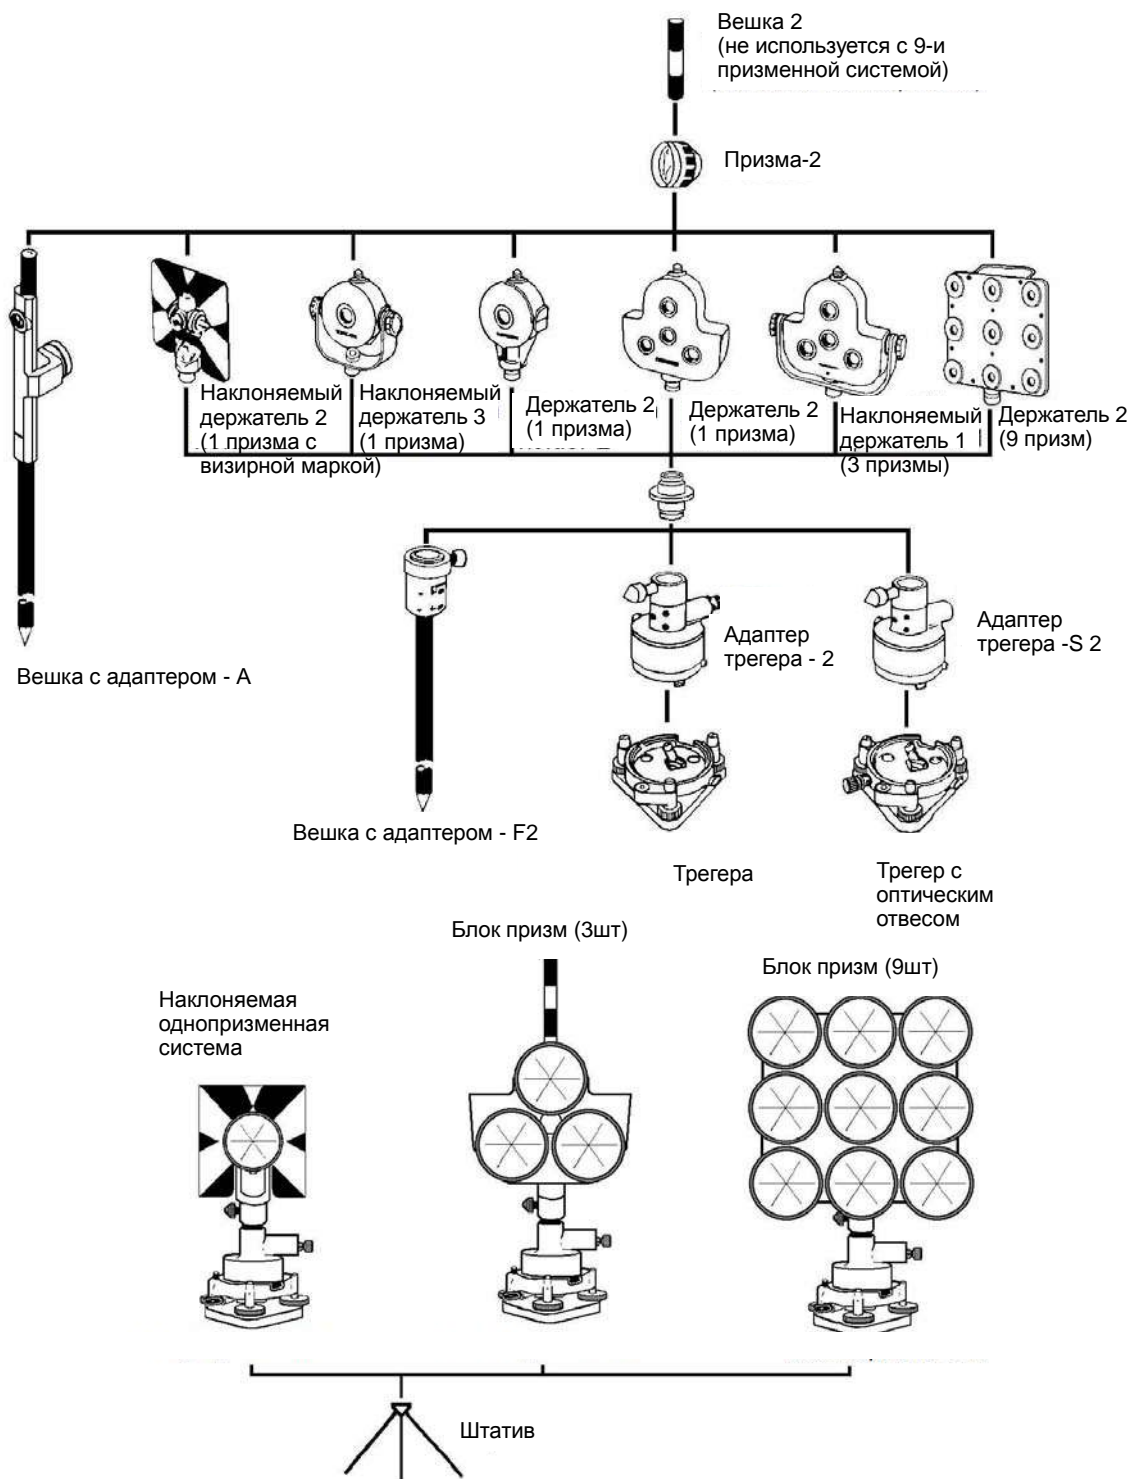 Вешка 2
(не используется с 9-и
призменной системой)
Призма-2
Наклоняемый
держатель 2
(1 призма с
визирной маркой)
Наклоняемый
держатель 3
(1 призма)
Держатель 2
(1 призма)
Держатель 2
(1 призма)
Наклоняемый
держатель 1
(3 призмы)
Держатель 2
(9 призм)
Вешка с адаптером - А
Адаптер
трегера - 2
Адаптер
трегера -S 2
Вешка с адаптером - F2
Трегера
Трегер с
оптическим
отвесом
Блок призм (3шт)
Блок призм (9шт)
Наклоняемая
однопризменная
система
Штатив